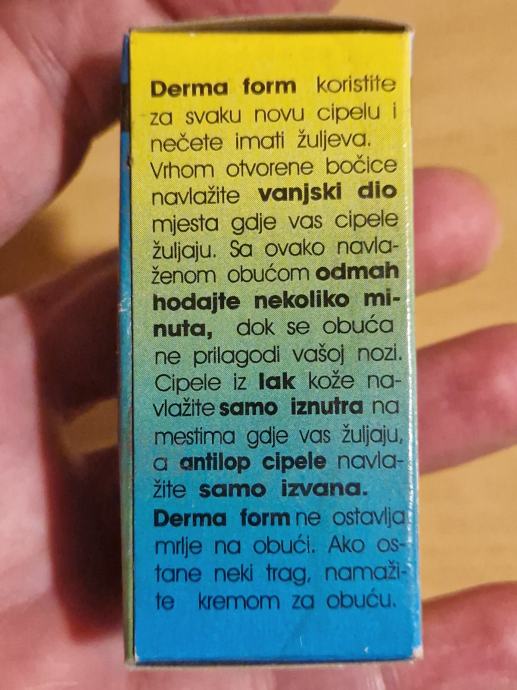 Derma form koristite
za svaku novu cipelu i
nečete imati žuljeva.
Vrhom otvorene bočice
navlažite vanjski dio
mjesta gdje vas cipele
žuljaju. Sa ovako navla-
ženom obućom odmah
hodajte nekoliko mi-
nuta, dok se obuća
ne prilagodi vašoj nozi.
Cipele iz lak kože na-
vlažite samo iznutra na
mestima gdje vas žuljaju,
a antilop cipele navla-
žite samo izvana.
Derma form ne ostavlja
mrlje na obući. Ako os-
tane neki trag, namaži-
te kremom za obuću.